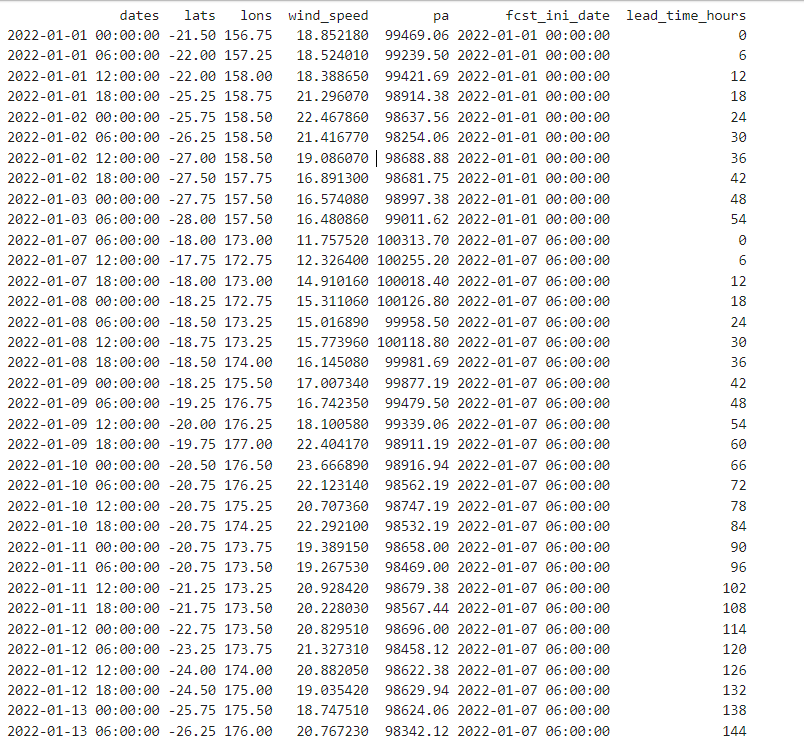 dates lats lons wind_speed pa fcst_ini_date lead_time_hours
2022-01-01 00:00:00 -21.50 156.75 18.852180 99469.06 2022-01-01 00:00:00 0
2022-01-01 06:00:00 -22.00 157.25 18.524010 99239.50 2022-01-01 00:00:00 6
2022-01-01 12:00:00 -22.00 158.00 18.388650 99421.69 2022-01-01 00:00:00 12
2022-01-01 18:00:00 -25.25 158.75 21.296070 98914.38 2022-01-01 00:00:00 18
2022-01-02 00:00:00 -25.75 158.50 22.467860 98637.56 2022-01-01 00:00:00 24
2022-01-02 06:00:00 -26.25 158.50 21.416770 98254.06 2022-01-01 00:00:00 30
2022-01-02 12:00:00 -27.00 158.50 19.086070 98688.88 2022-01-01 00:00:00 36
2022-01-02 18:00:00 -27.50 157.75 16.891300 98681.75 2022-01-01 00:00:00 42
2022-01-03 00:00:00 -27.75 157.50 16.574080 98997.38 2022-01-01 00:00:00 48
2022-01-03 06:00:00 -28.00 157.50 16.480860 99011.62 2022-01-01 00:00:00 54
2022-01-07 06:00:00 -18.00 173.00 11.757520 100313.70 2022-01-07 06:00:00 0
2022-01-07 12:00:00 -17.75 172.75 12.326400 100255.20 2022-01-07 06:00:00 6
2022-01-07 18:00:00 -18.00 173.00 14.910160 100018.40 2022-01-07 06:00:00 12
2022-01-08 00:00:00 -18.25 172.75 15.311060 100126.80 2022-01-07 06:00:00 18
2022-01-08 06:00:00 -18.50 173.25 15.016890 99958.50 2022-01-07 06:00:00 24
2022-01-08 12:00:00 -18.75 173.25 15.773960 100118.80 2022-01-07 06:00:00 30
2022-01-08 18:00:00 -18.50 174.00 16.145080 99981.69 2022-01-07 06:00:00 36
2022-01-09 00:00:00 -18.25 175.50 17.007340 99877.19 2022-01-07 06:00:00 42
2022-01-09 06:00:00 -19.25 176.75 16.742350 99479.50 2022-01-07 06:00:00 48
2022-01-09 12:00:00 -20.00 176.25 18.100580 99339.06 2022-01-07 06:00:00 54
2022-01-09 18:00:00 -19.75 177.00 22.404170 98911.19 2022-01-07 06:00:00 60
2022-01-10 00:00:00 -20.50 176.50 23.666890 98916.94 2022-01-07 06:00:00 66
2022-01-10 06:00:00 -20.75 176.25 22.123140 98562.19 2022-01-07 06:00:00 72
2022-01-10 12:00:00 -20.75 175.25 20.707360 98747.19 2022-01-07 06:00:00 78
2022-01-10 18:00:00 -20.75 174.25 22.292100 98532.19 2022-01-07 06:00:00 84
2022-01-11 00:00:00 -20.75 173.75 19.389150 98658.00 2022-01-07 06:00:00 90
2022-01-11 06:00:00 -20.75 173.50 19.267530 98469.00 2022-01-07 06:00:00 96
2022-01-11 12:00:00 -21.25 173.25 20.928420 98679.38 2022-01-07 06:00:00 102
2022-01-11 18:00:00 -21.75 173.50 20.228030 98567.44 2022-01-07 06:00:00 108
2022-01-12 00:00:00 -22.75 173.50 20.829510 98696.00 2022-01-07 06:00:00 114
2022-01-12 06:00:00 -23.25 173.75 21.327310 98458.12 2022-01-07 06:00:00 120
2022-01-12 12:00:00 -24.00 174.00 20.882050 98622.38 2022-01-07 06:00:00 126
2022-01-12 18:00:00 -24.50 175.00 19.035420 98629.94 2022-01-07 06:00:00 132
2022-01-13 00:00:00 -25.75 175.50 18.747510 98624.06 2022-01-07 06:00:00 138
2022-01-13 06:00:00 -26.25 176.00 20.767230 98342.12 2022-01-07 06:00:00 144